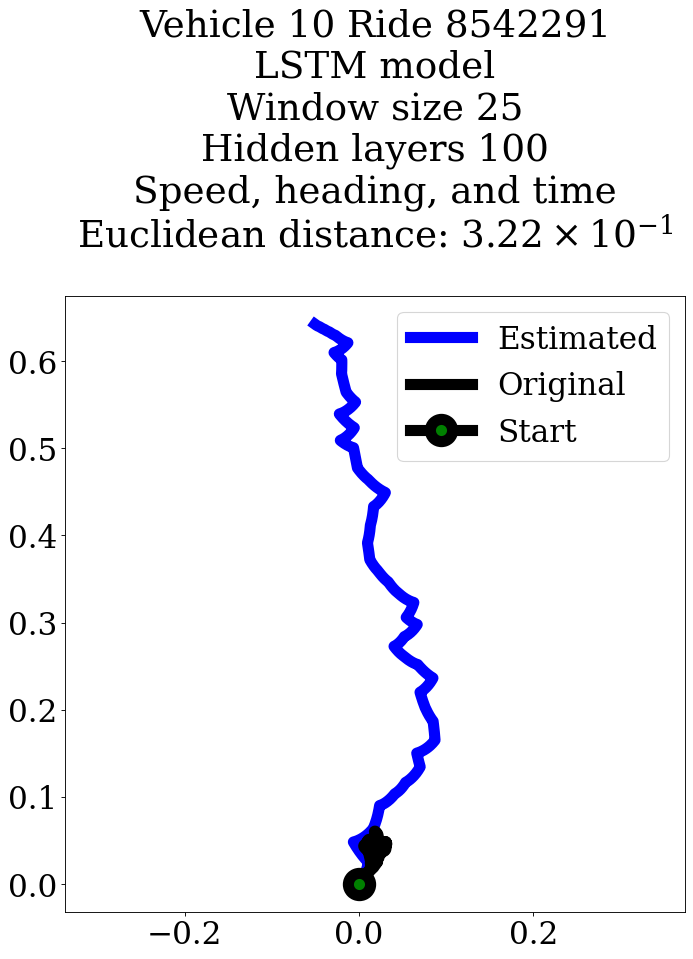 Vehicle 10 Ride 8542291
LSTM model
Window size 25
Hidden layers 100
Speed, heading, and time
Euclidean distance: 3.22 × 10⁻¹
Estimated
Original
Start
0.6
0.5
0.4
0.3
0.2
0.1
0.0
−0.2 0.0 0.2